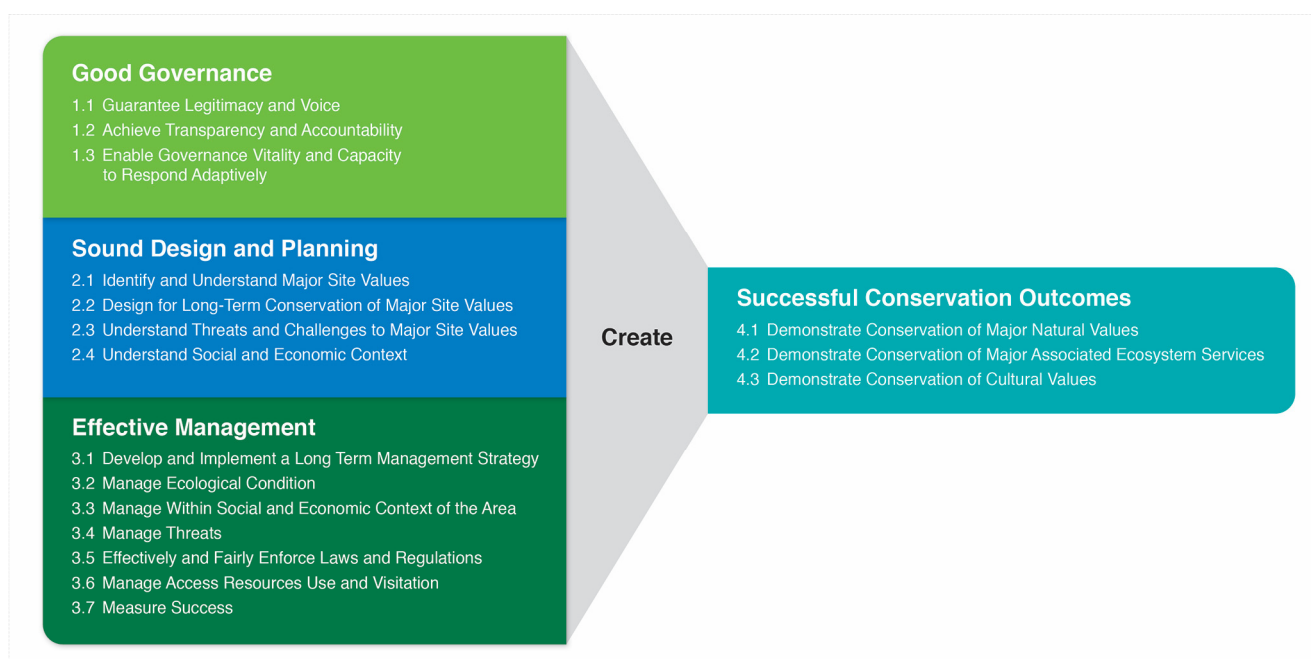 Good Governance
1.1 Guarantee Legitimacy and Voice
1.2 Achieve Transparency and Accountability
1.3 Enable Governance Vitality and Capacity
to Respond Adaptively
Sound Design and Planning
2.1 Identify and Understand Major Site Values
2.2 Design for Long-Term Conservation of Major Site Values
2.3 Understand Threats and Challenges to Major Site Values
2.4 Understand Social and Economic Context
Effective Management
3.1 Develop and Implement a Long Term Management Strategy
3.2 Manage Ecological Condition
3.3 Manage Within Social and Economic Context of the Area
3.4 Manage Threats
3.5 Effectively and Fairly Enforce Laws and Regulations
3.6 Manage Access Resources Use and Visitation
3.7 Measure Success
Create
Successful Conservation Outcomes
4.1 Demonstrate Conservation of Major Natural Values
4.2 Demonstrate Conservation of Major Associated Ecosystem Services
4.3 Demonstrate Conservation of Cultural Values